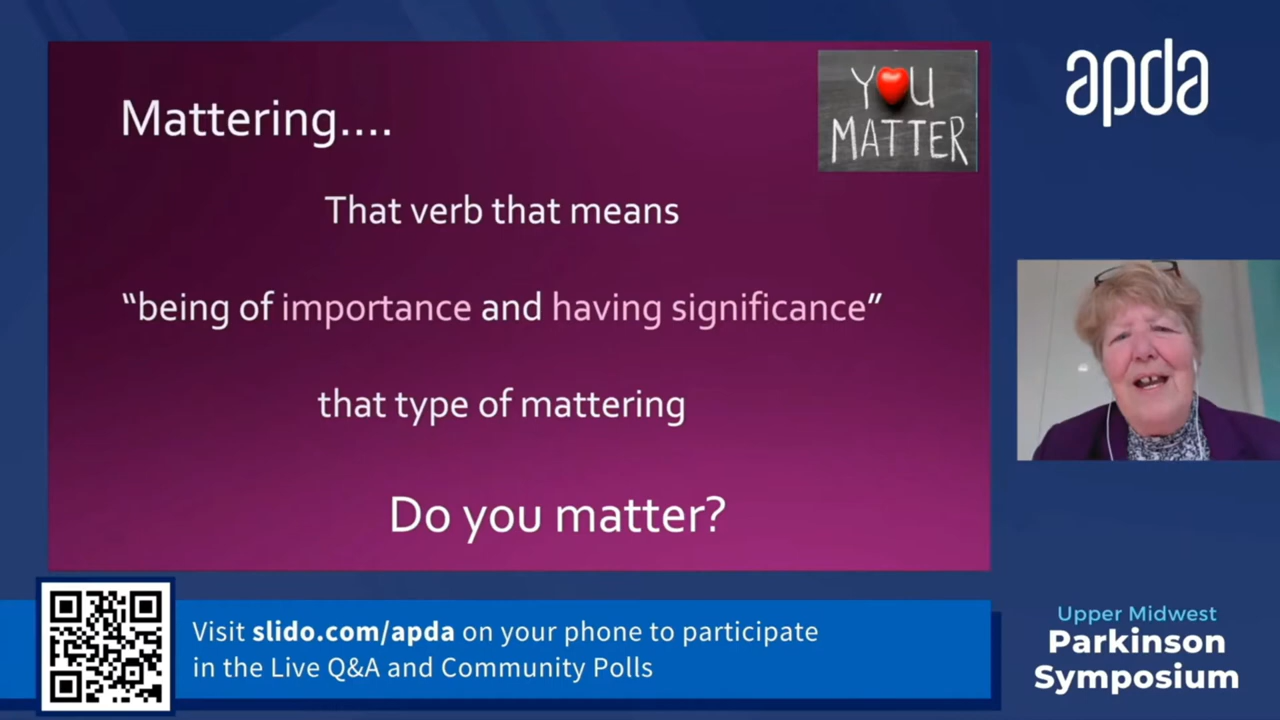 Mattering....
YOU
MATTER
That verb that means
“being of importance and having significance”
that type of mattering
Do you matter?
apda
Visit slido.com/apda on your phone to participate
in the Live Q&A and Community Polls
Upper Midwest
Parkinson
Symposium